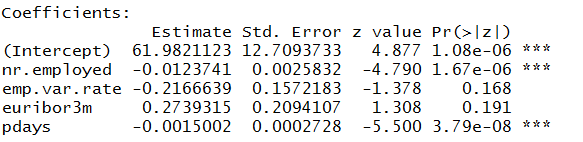 Coefficients:
Estimate Std. Error z value Pr(>|z|)
(Intercept) 61.9821123 12.7093733 4.877 1.08e-06 ***
nr.employed -0.0123741 0.0025832 -4.790 1.67e-06 ***
emp.var.rate -0.2166639 0.1572183 -1.378 0.168
euribor3m 0.2739315 0.2094107 1.308 0.191
pdays -0.0015002 0.0002728 -5.500 3.79e-08 ***